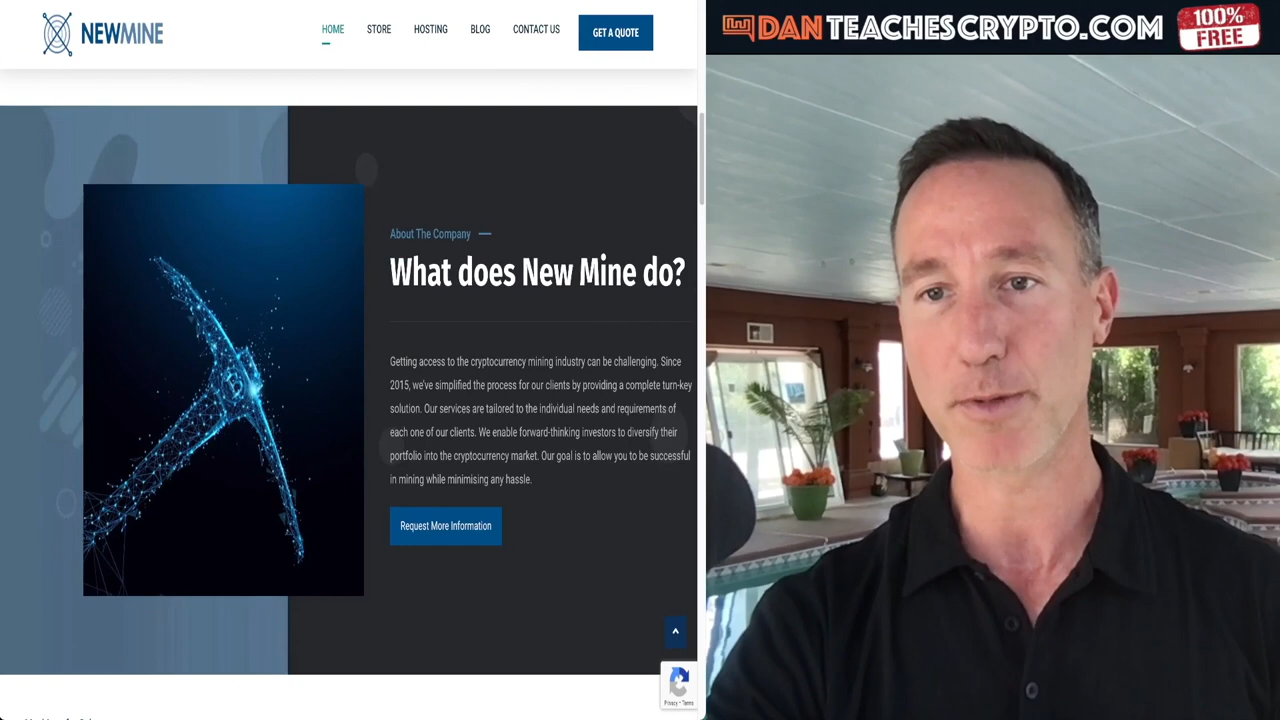 NEWMINE
HOME
STORE
HOSTING
BLOG
CONTACT US
GET A QUOTE
About The Company
What does New Mine do?
Getting access to the cryptocurrency mining industry can be challenging. Since
2015, we've simplified the process for our clients by providing a complete turn-key
solution. Our services are tailored to the individual needs and requirements of
each one of our clients. We enable forward-thinking investors to diversify their
portfolio into the cryptocurrency market. Our goal is to allow you to be successful
in mining while minimising any hassle.
Request More Information
Privacy - Terms
DANTEACHESCRYPTO.COM
100%
FREE